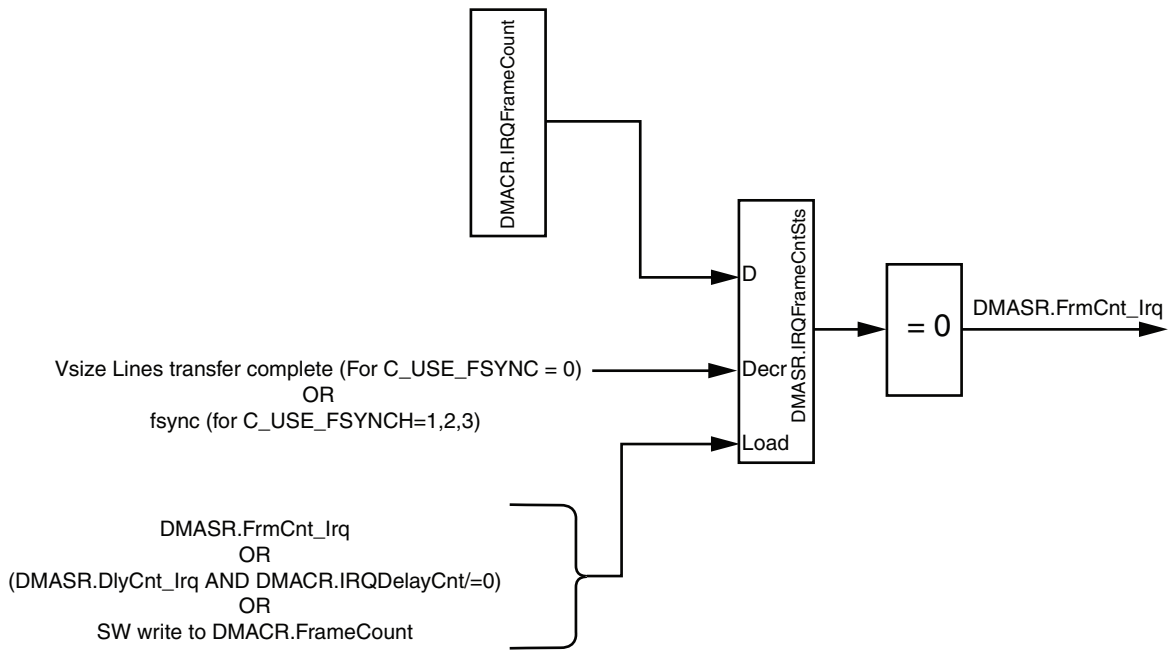 DMACR.IRQFrameCount
DMASR.IRQFrameCntSts
D
= 0
DMASR.FrmCnt_Irq
Vsize Lines transfer complete (For C_USE_FSYNC = 0)
OR
fsync (for C_USE_FSYNCH=1,2,3)
Decr
Load
DMASR.FrmCnt_Irq
OR
(DMASR.DlyCnt_Irq AND DMACR.IRQDelayCnt/=0)
OR
SW write to DMACR.FrameCount